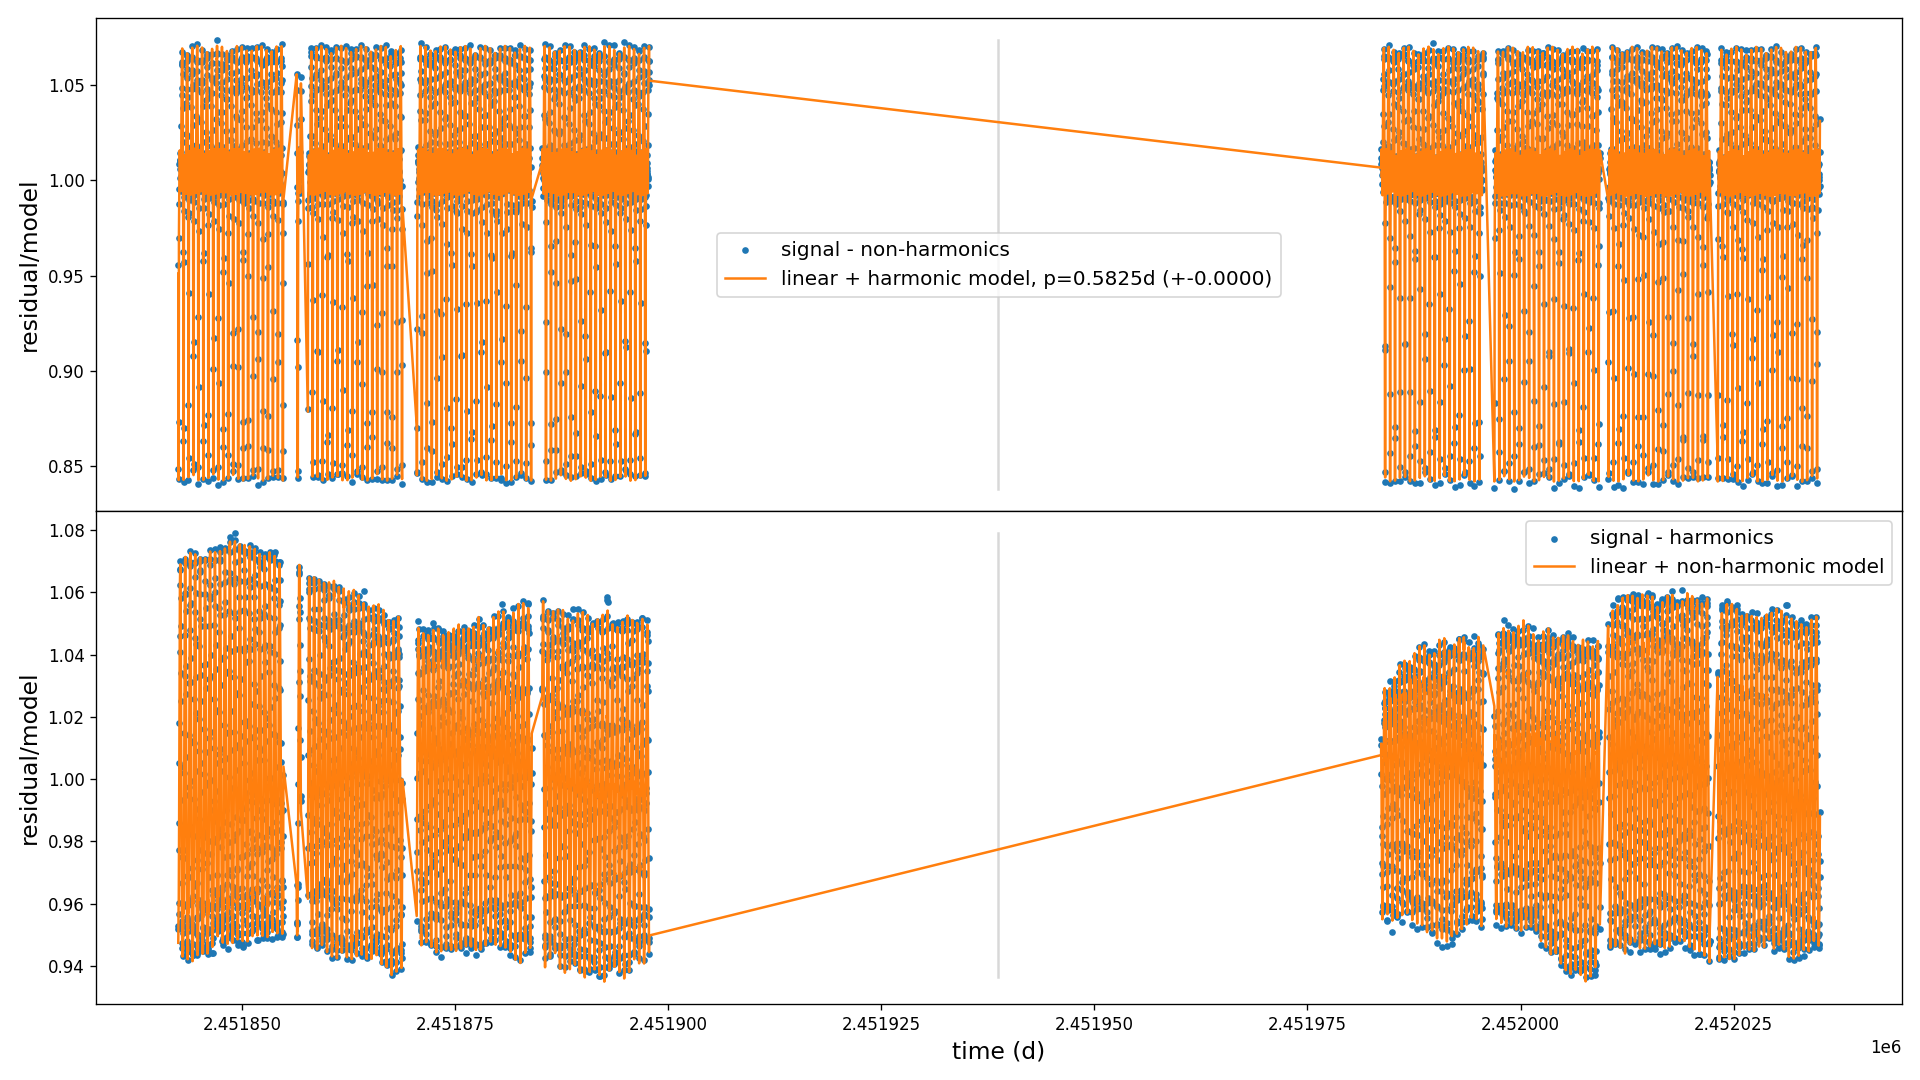 1.05
1.00
0.95
0.90
0.85
residual/model
signal - non-harmonics
linear + harmonic model, p=0.5825d (+-0.0000)
1.08
1.06
1.04
1.02
1.00
0.98
0.96
0.94
residual/model
signal - harmonics
linear + non-harmonic model
2.451850 2.451875 2.451900 2.451925 2.451950 2.451975 2.452000 2.452025
time (d)
1e6